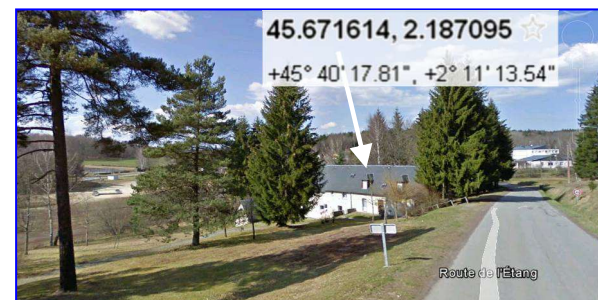 45.671614, 2.187095
+45° 40' 17.81", +2° 11' 13.54"
Route de l'Étang